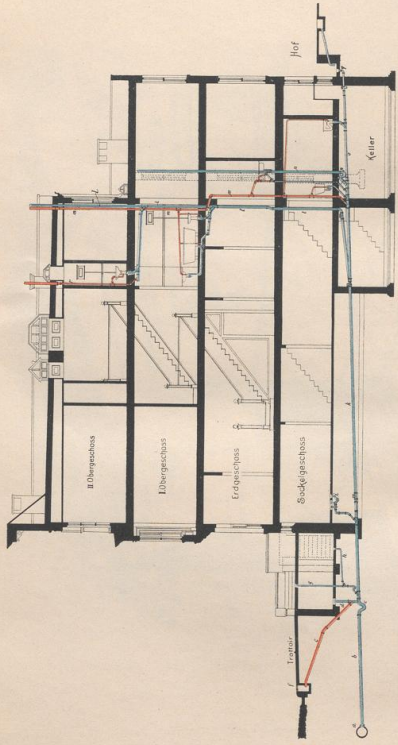 Hof
Keller
II. Obergeschoss
I. Obergeschoss
Erdgeschoss
Sockelgeschoss
Trottoir